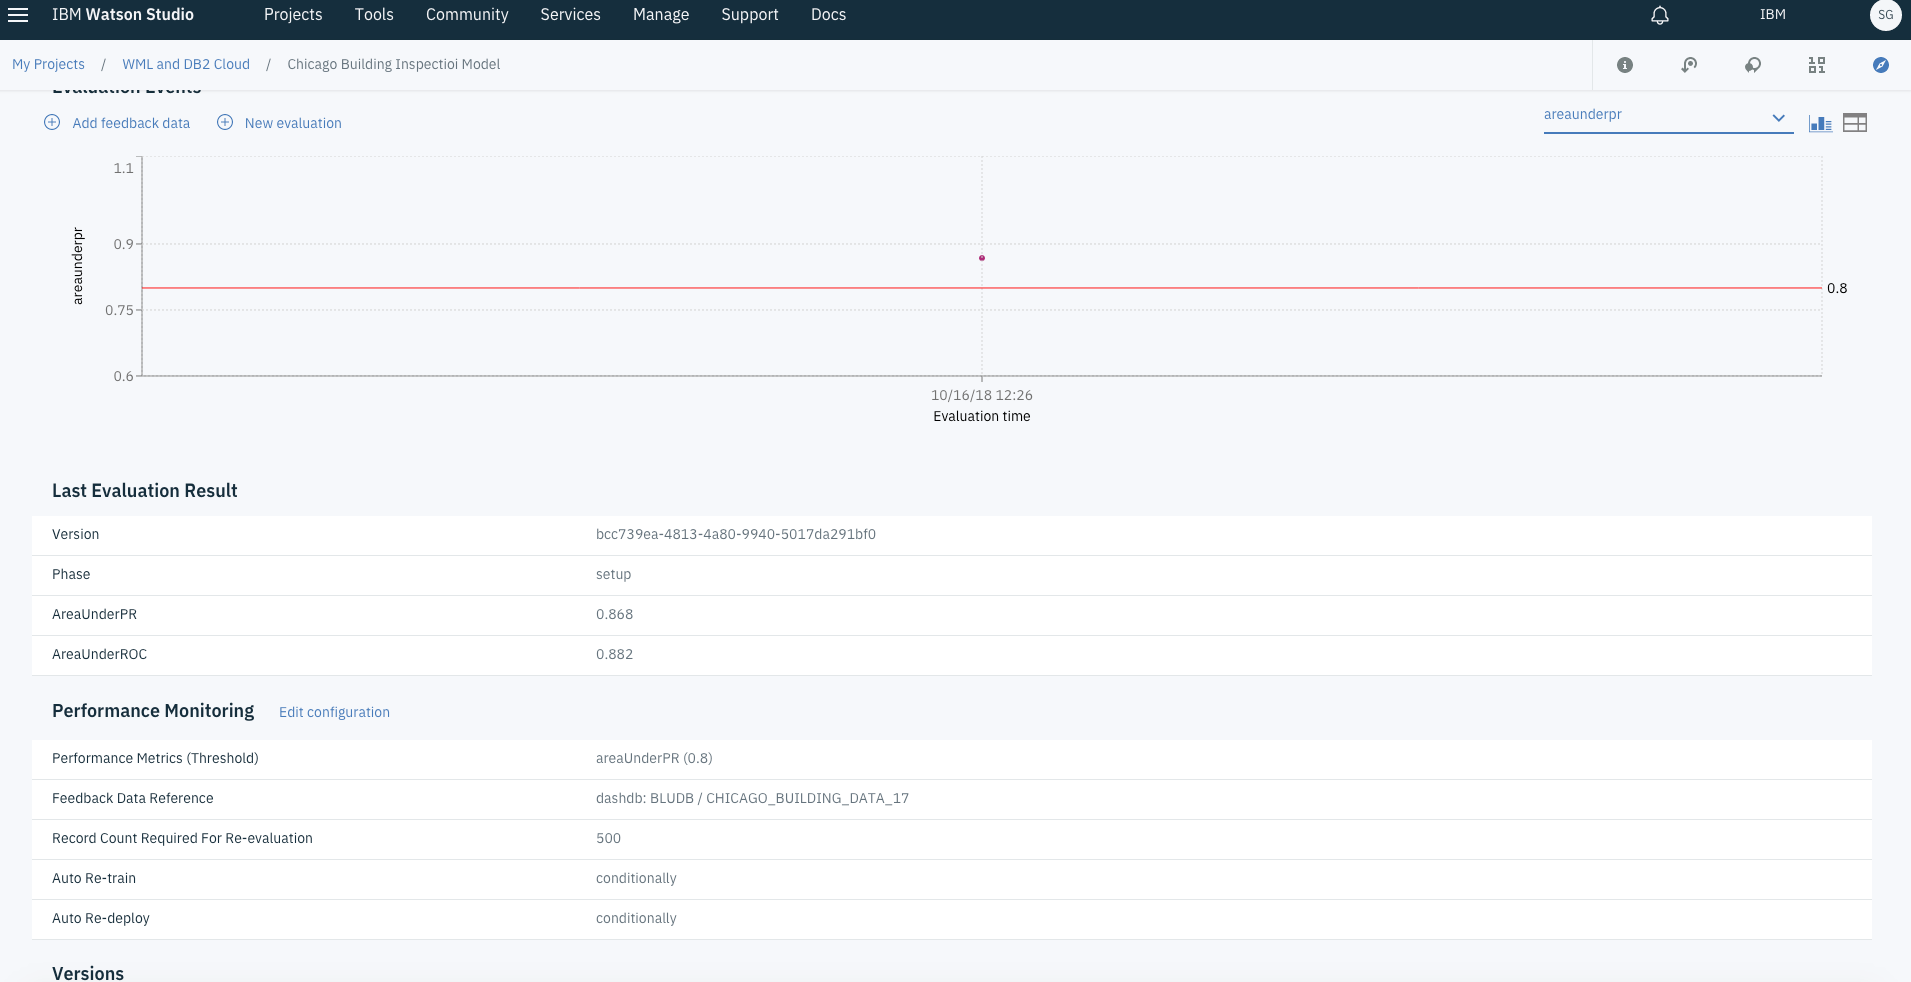 IBM Watson Studio Projects Tools Community Services Manage Support Docs IBM SG
My Projects / WML and DB2 Cloud / Chicago Building Inspectioi Model
Evaluation Events
Add feedback data New evaluation areaunderpr
1.1
0.9
0.75
0.6
areaunderpr
0.8
10/16/18 12:26
Evaluation time
Last Evaluation Result
Version bcc739ea-4813-4a80-9940-5017da291bf0
Phase setup
AreaUnderPR 0.868
AreaUnderROC 0.882
Performance Monitoring Edit configuration
Performance Metrics (Threshold) areaUnderPR (0.8)
Feedback Data Reference dashdb: BLUDB / CHICAGO_BUILDING_DATA_17
Record Count Required For Re-evaluation 500
Auto Re-train conditionally
Auto Re-deploy conditionally
Versions